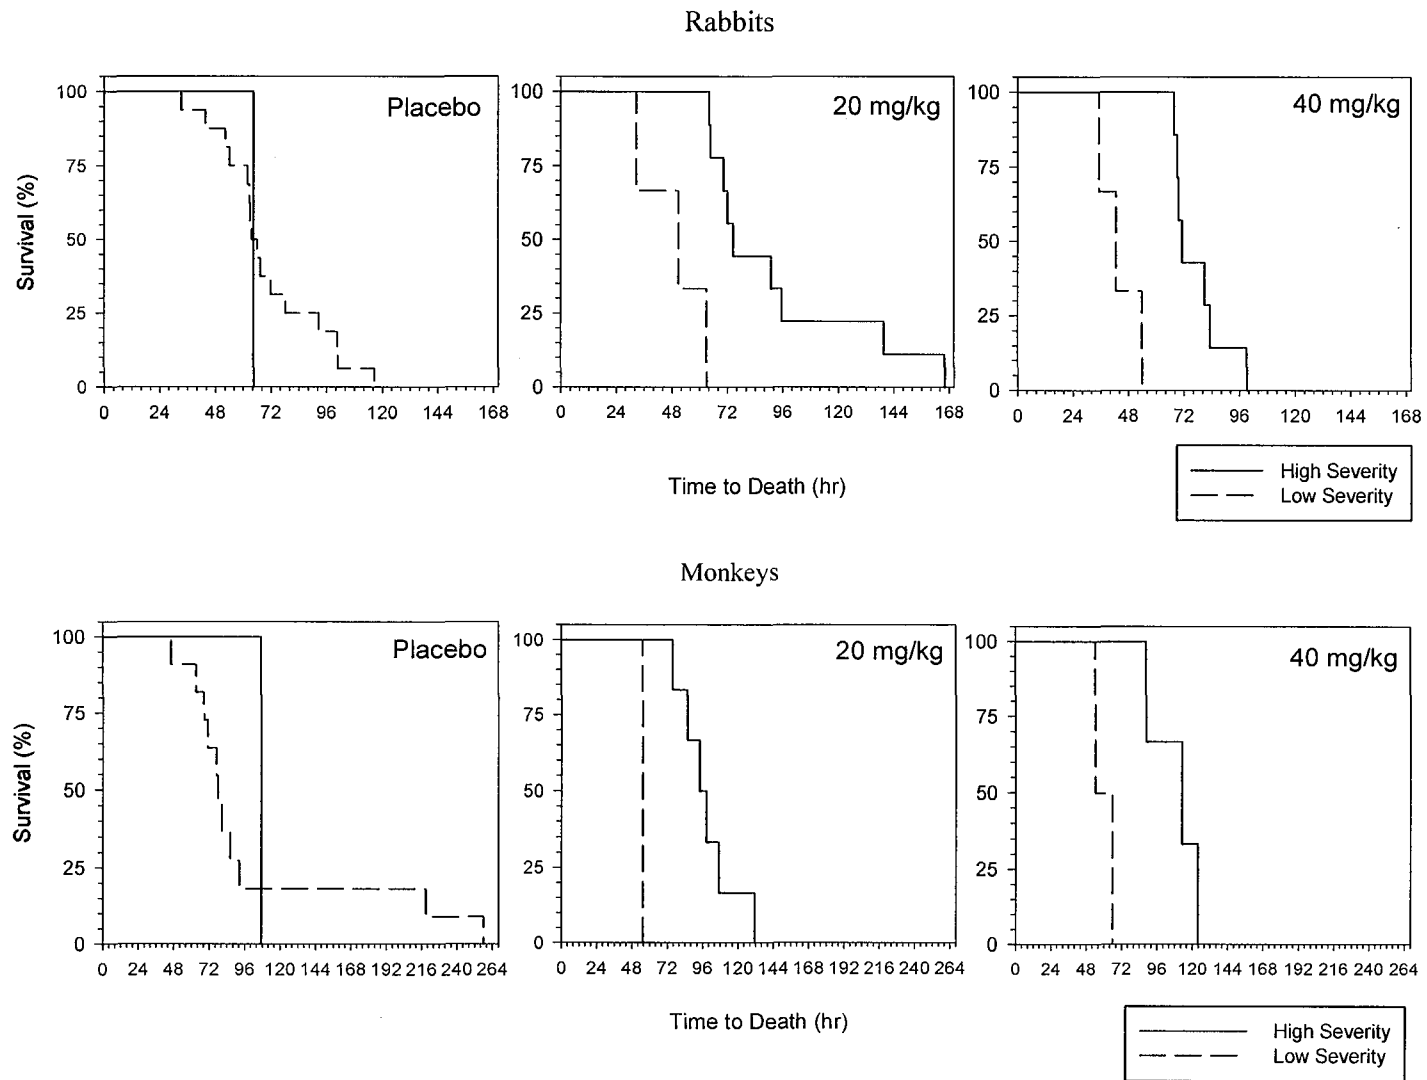 Rabbits
Placebo
20 mg/kg
40 mg/kg
Survival (%)
100
75
50
25
0
0 24 48 72 96 120 144 168
100
75
50
25
0
0 24 48 72 96 120 144 168
100
75
50
25
0
0 24 48 72 96 120 144 168
Time to Death (hr)
High Severity
Low Severity
Monkeys
Placebo
20 mg/kg
40 mg/kg
Survival (%)
100
75
50
25
0
0 24 48 72 96 120 144 168 192 216 240 264
100
75
50
25
0
0 24 48 72 96 120 144 168 192 216 240 264
100
75
50
25
0
0 24 48 72 96 120 144 168 192 216 240 264
Time to Death (hr)
High Severity
Low Severity